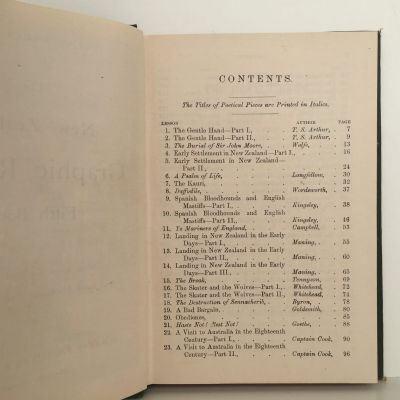 CONTENTS.
The Titles of Poetical Pieces are Printed in Italics.
LESSON AUTHOR PAGE
1. The Gentle Hand—Part I., . . T. S. Arthur, . 7
2. The Gentle Hand—Part II., . . T. S. Arthur, . 9
3. The Burial of Sir John Moore, . Wolfe, . . 13
4. Early Settlement in New Zealand—Part I., . . 16
5. Early Settlement in New Zealand—
Part II., . . . . . . 24
6. A Psalm of Life, . . . Longfellow, . 30
7. The Kauri, . . . . . . 32
8. Daffodils, . . . . Wordsworth, . 37
9. Spanish Bloodhounds and English
Mastiffs—Part I., . . . Kingsley, . 38
10. Spanish Bloodhounds and English
Mastiffs—Part II., . . . Kingsley, . 46
11. Ye Mariners of England, . . Campbell, . 53
12. Landing in New Zealand in the Early
Days—Part I., . . . Maning, . 55
13. Landing in New Zealand in the Early
Days—Part II., . . . Maning, . 60
14. Landing in New Zealand in the Early
Days—Part III., . . . Maning, . 65
15. The Brook, . . . . Tennyson, . 69
16. The Skater and the Wolves—Part I., . Whitehead, . 72
17. The Skater and the Wolves—Part II., . Whitehead, . 74
18. The Destruction of Sennacherib, . Byron, . 78
19. A Bad Bargain, . . . Goldsmith, . 80
20. Obedience, . . . . . . 85
21. Haste Not! Rest Not! . . Goethe, . 88
22. A Visit to Australia in the Eighteenth
Century—Part I., . . . Captain Cook, . 90
23. A Visit to Australia in the Eighteenth
Century—Part II., . . . Captain Cook, . 96